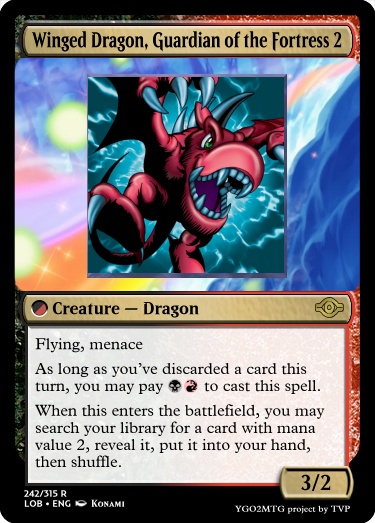 Winged Dragon, Guardian of the Fortress 2
Creature — Dragon
Flying, menace
As long as you've discarded a card this
turn, you may pay to cast this spell.
When this enters the battlefield, you may
search your library for a card with mana
value 2, reveal it, put it into your hand,
then shuffle.
3/2
242/315 R
LOB • ENG Konami
YGO2MTG project by TVP